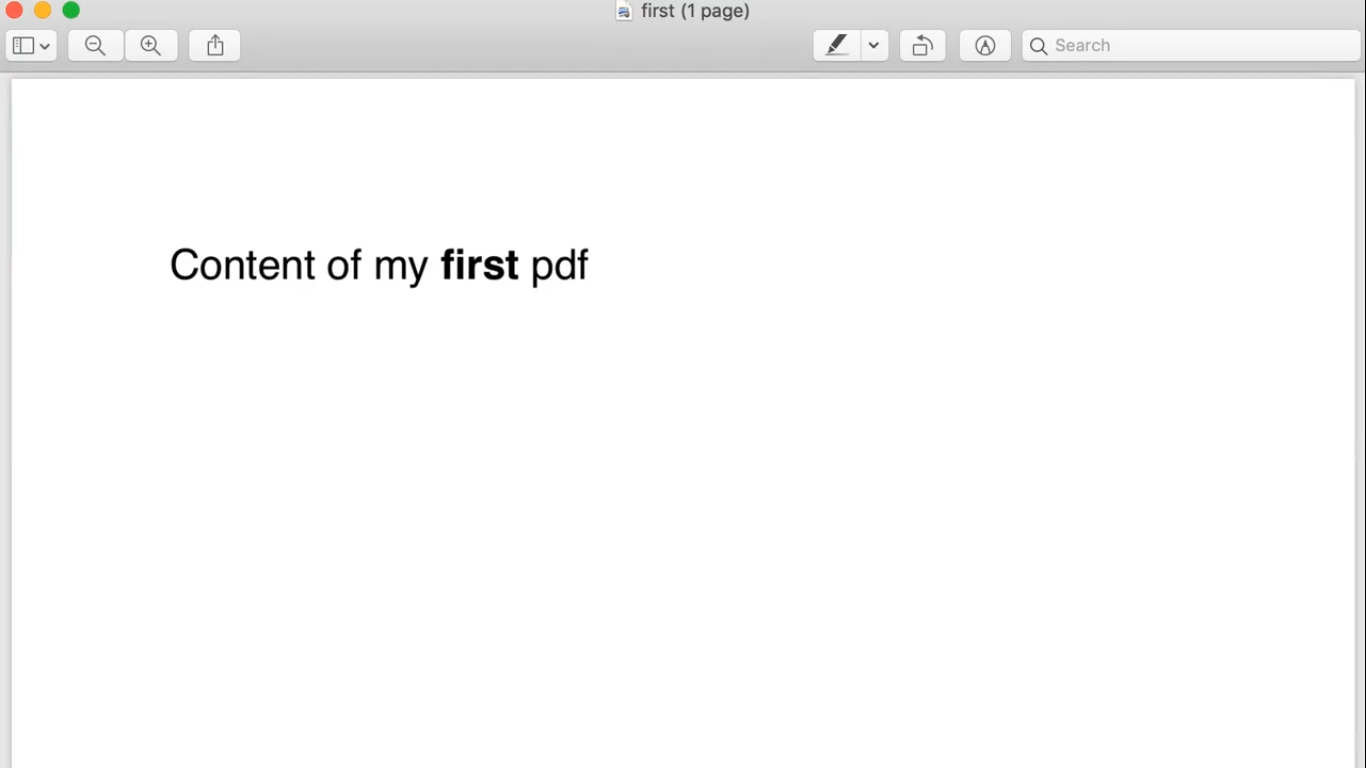 first (1 page)
Search
Content of my first pdf